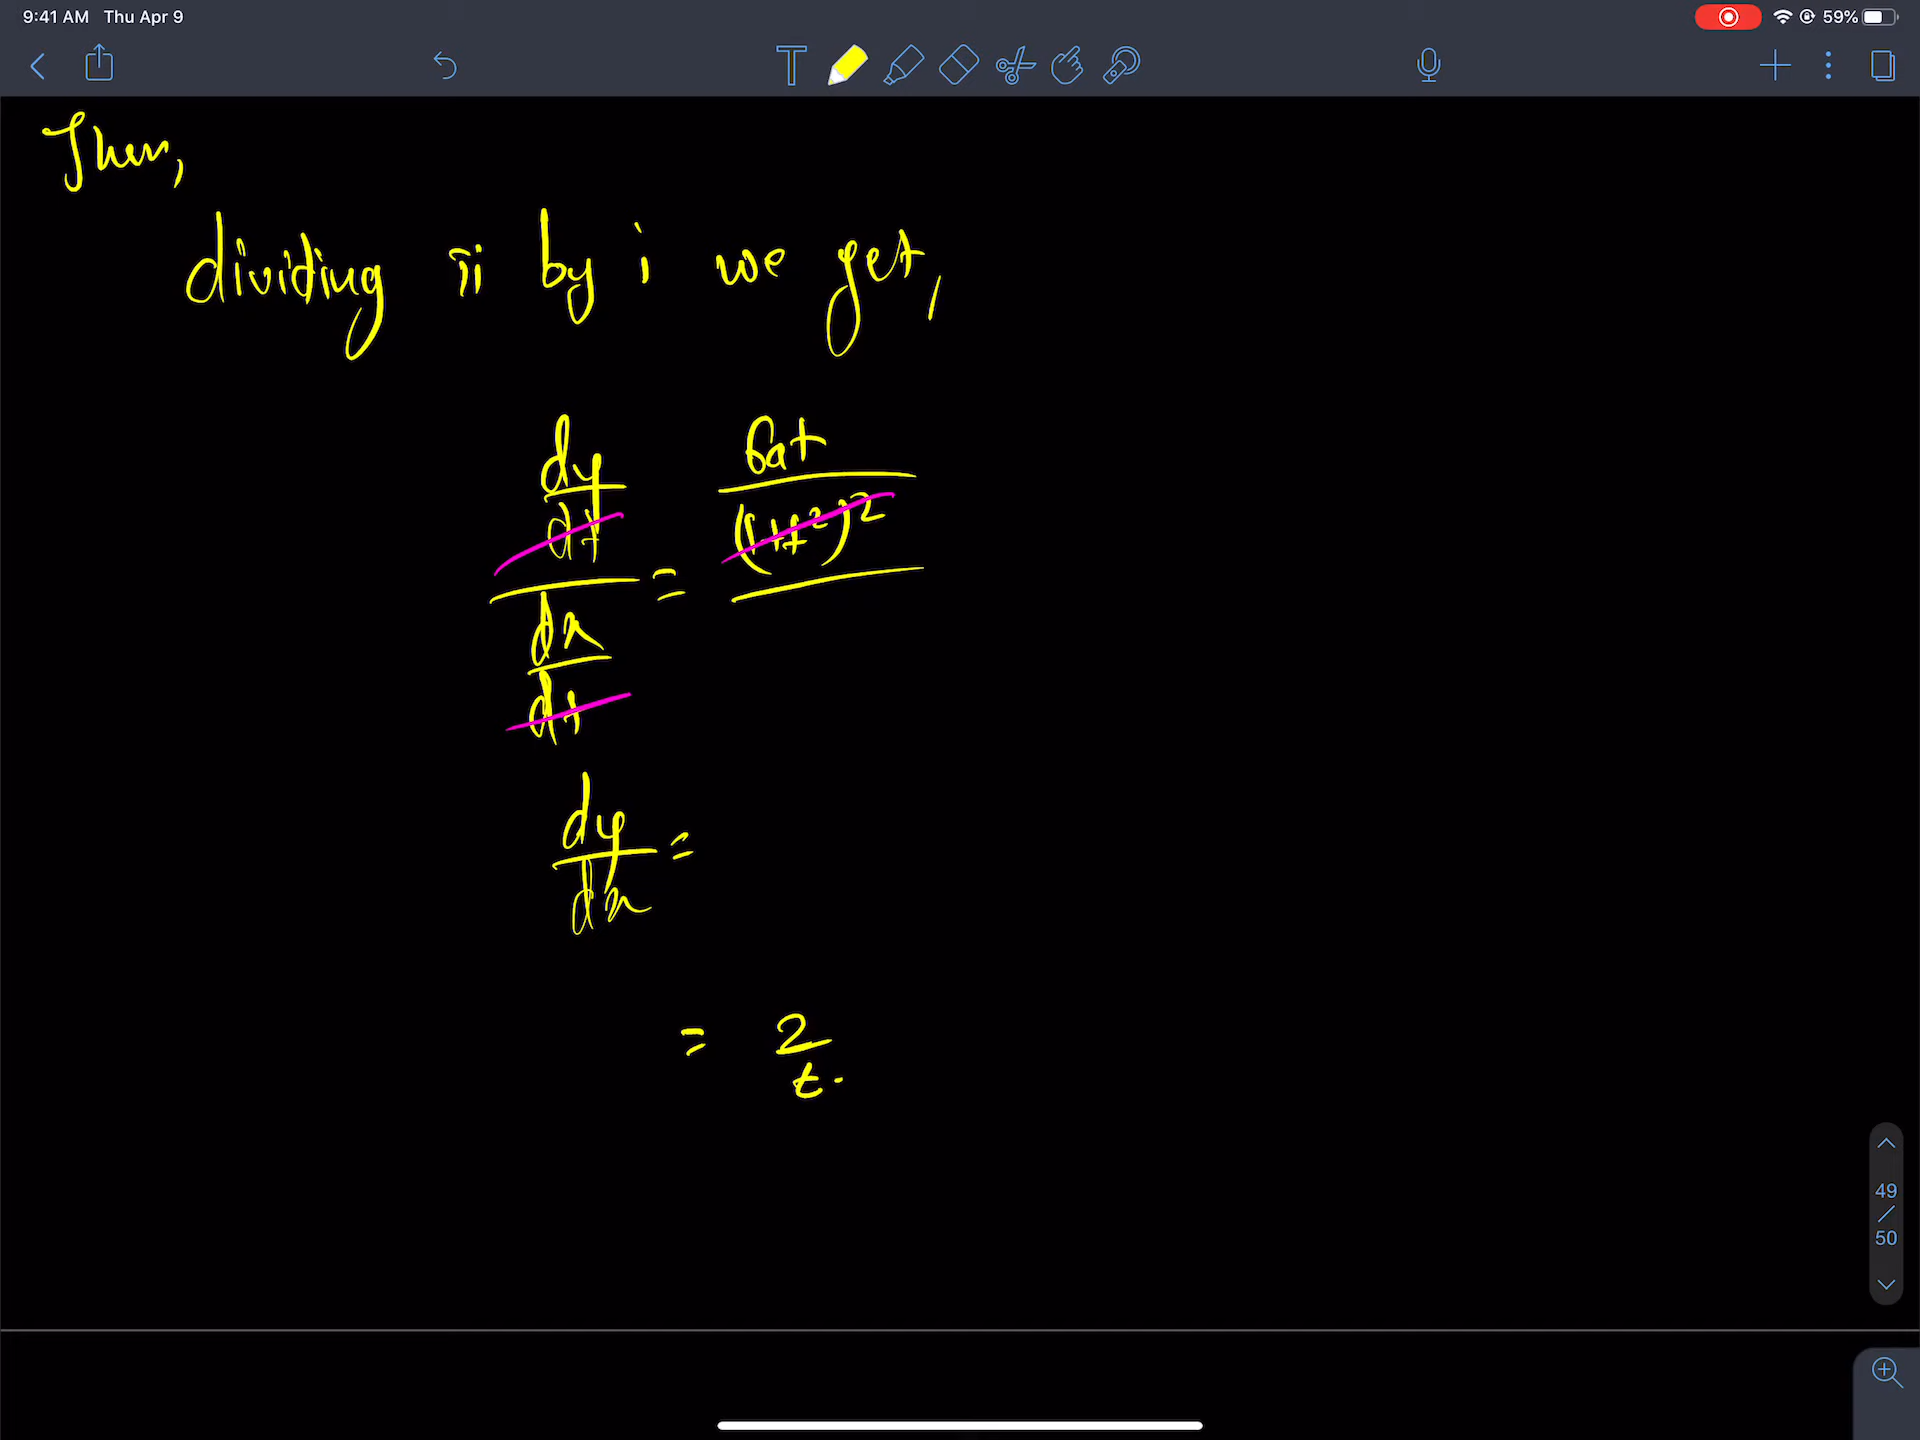 9:41 AM Thu Apr 9
59%
T
Then,
dividing ii by i we get,
dy/dt / dx/dt = 6at / (1+t²)²
dy/dx =
= 2/t.
49
/
50